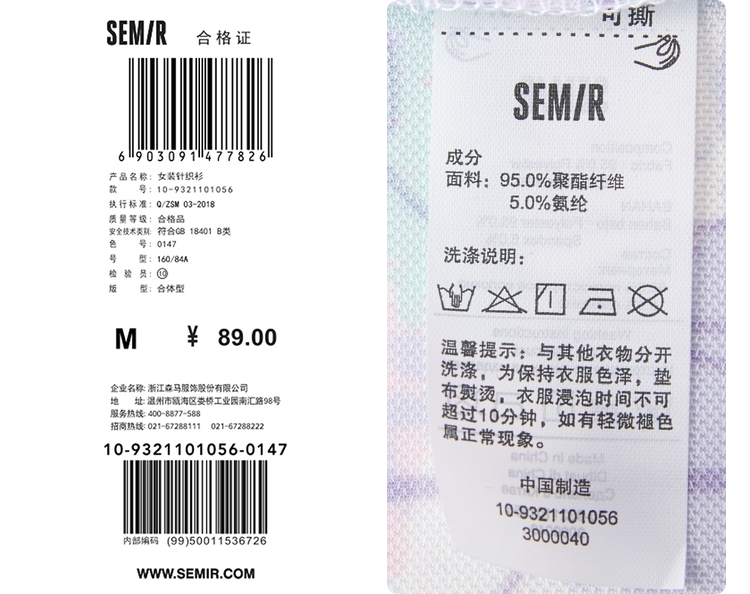 SEMIR 合格证
6 903091 477826
产品名称: 女装针织衫
款 号: 10-9321101056
执行标准: Q/ZSM 03-2018
质量等级: 合格品
安全技术类别: 符合GB 18401 B类
色 号: 0147
号 型: 160/84A
检 验 员: ⑩
版 型: 合体型
M ¥ 89.00
企业名称: 浙江森马服饰股份有限公司
地 址: 温州市瓯海区娄桥工业园南汇路98号
服务热线: 400-8877-588
招商热线: 021-67288111 021-67288222
10-9321101056-0147
内部编码 (99)50011536726
WWW.SEMIR.COM
可撕
SEMIR
成分
面料: 95.0%聚酯纤维
5.0%氨纶
洗涤说明:
温馨提示: 与其他衣物分开
洗涤, 为保持衣服色泽, 垫
布熨烫, 衣服浸泡时间不可
超过10分钟, 如有轻微褪色
属正常现象。
中国制造
10-9321101056
3000040